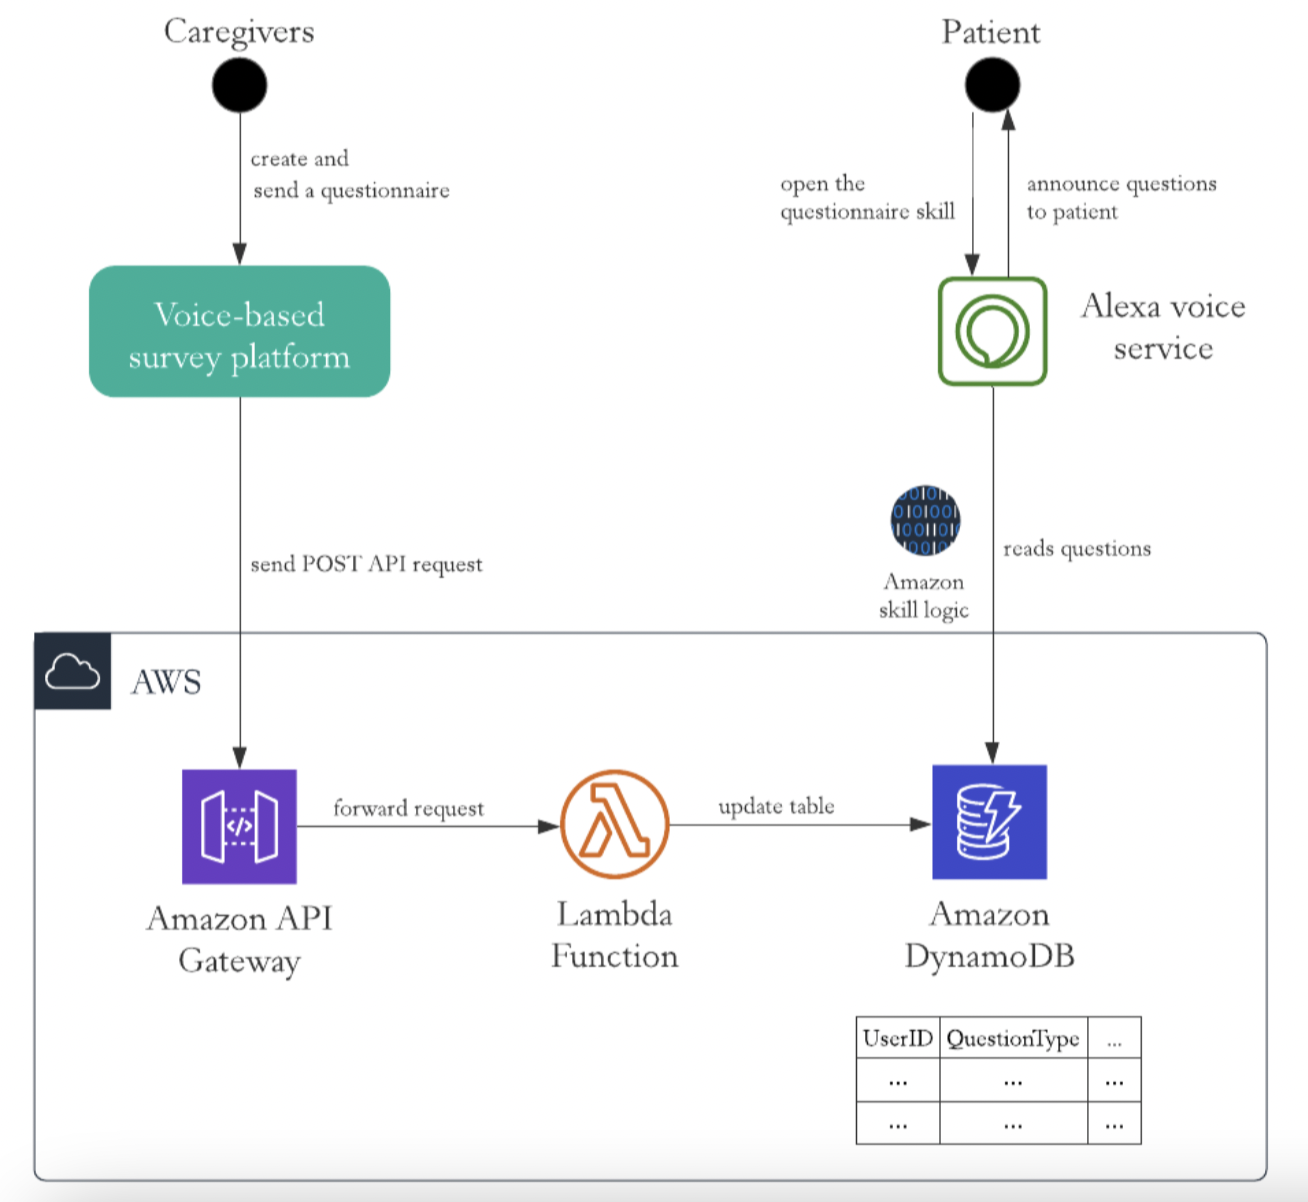 Caregivers
Patient
create and
send a questionnaire
open the
questionnaire skill
announce questions
to patient
Voice-based
survey platform
Alexa voice
service
send POST API request
Amazon
skill logic
reads questions
AWS
</>
forward request
update table
Amazon API
Gateway
Lambda
Function
Amazon
DynamoDB
UserID QuestionType ...
... ... ...
... ... ...